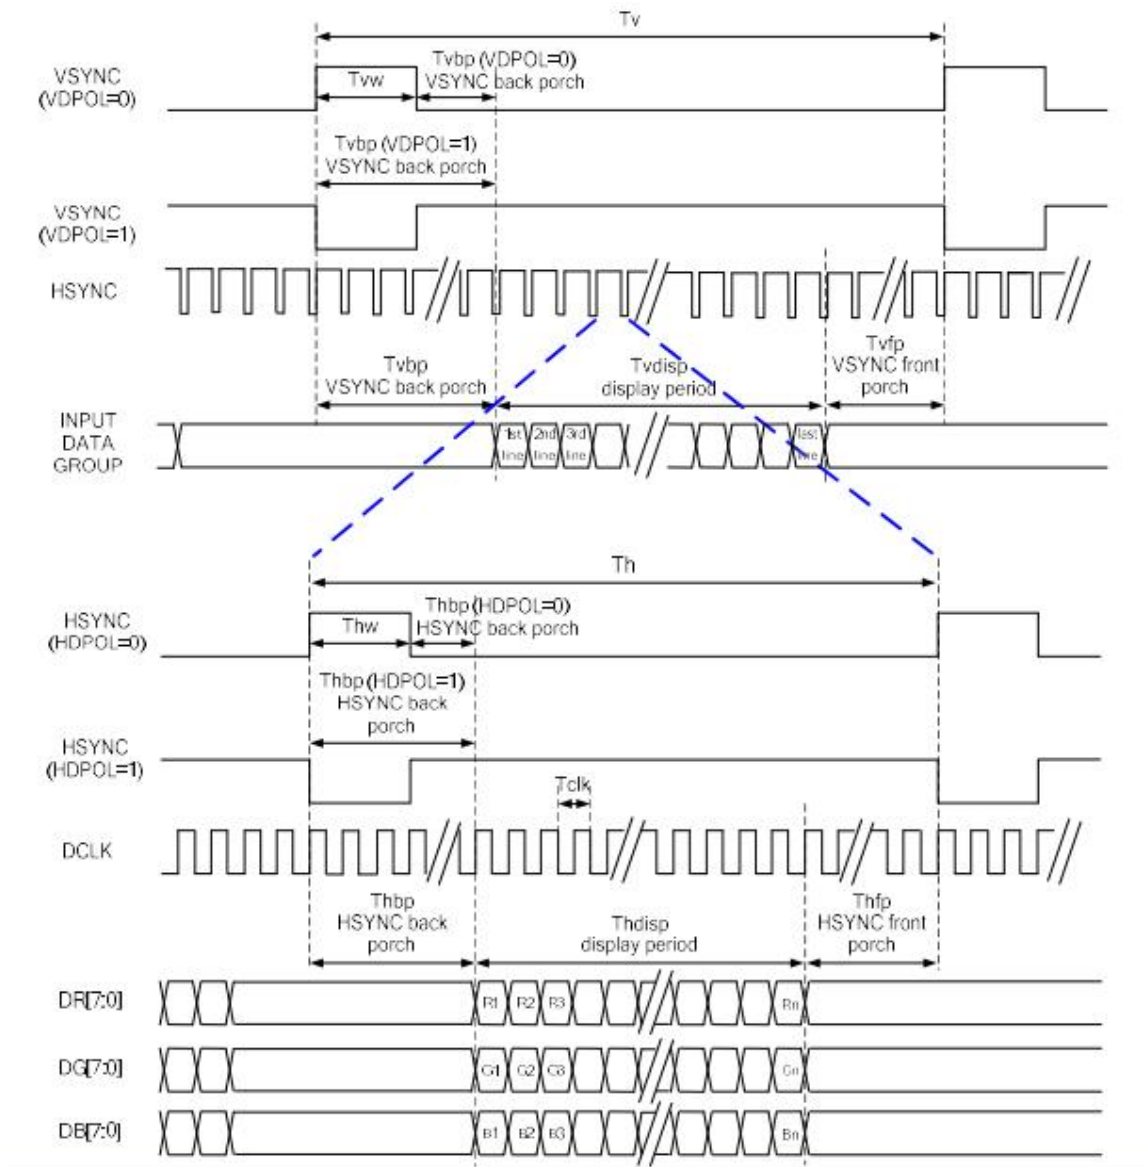 Tv
VSYNC
(VDPOL=0)
Tvw
Tvbp (VDPOL=0)
VSYNC back porch
Tvbp (VDPOL=1)
VSYNC back porch
VSYNC
(VDPOL=1)
HSYNC
Tvbp
VSYNC back porch
Tvdisp
display period
Tvfp
VSYNC front
porch
INPUT
DATA
GROUP
1st
line
2nd
line
3rd
line
last
line
Th
HSYNC
(HDPOL=0)
Thw
Thbp (HDPOL=0)
HSYNC back porch
Thbp (HDPOL=1)
HSYNC back
porch
HSYNC
(HDPOL=1)
Tclk
DCLK
Thbp
HSYNC back
porch
Thdisp
display period
Thfp
HSYNC front
porch
DR[7:0]
R1 R2 R3 Rn
DG[7:0]
G1 G2 G3 Gn
DB[7:0]
B1 B2 B3 Bn